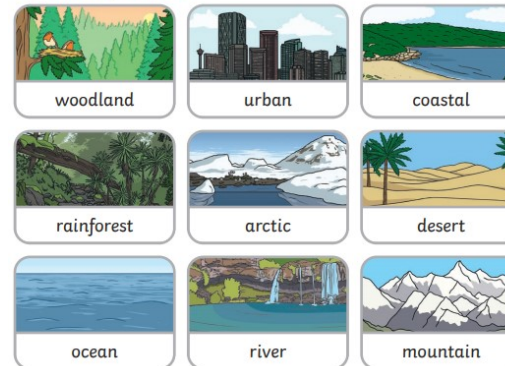 woodland urban coastal
rainforest arctic desert
ocean river mountain